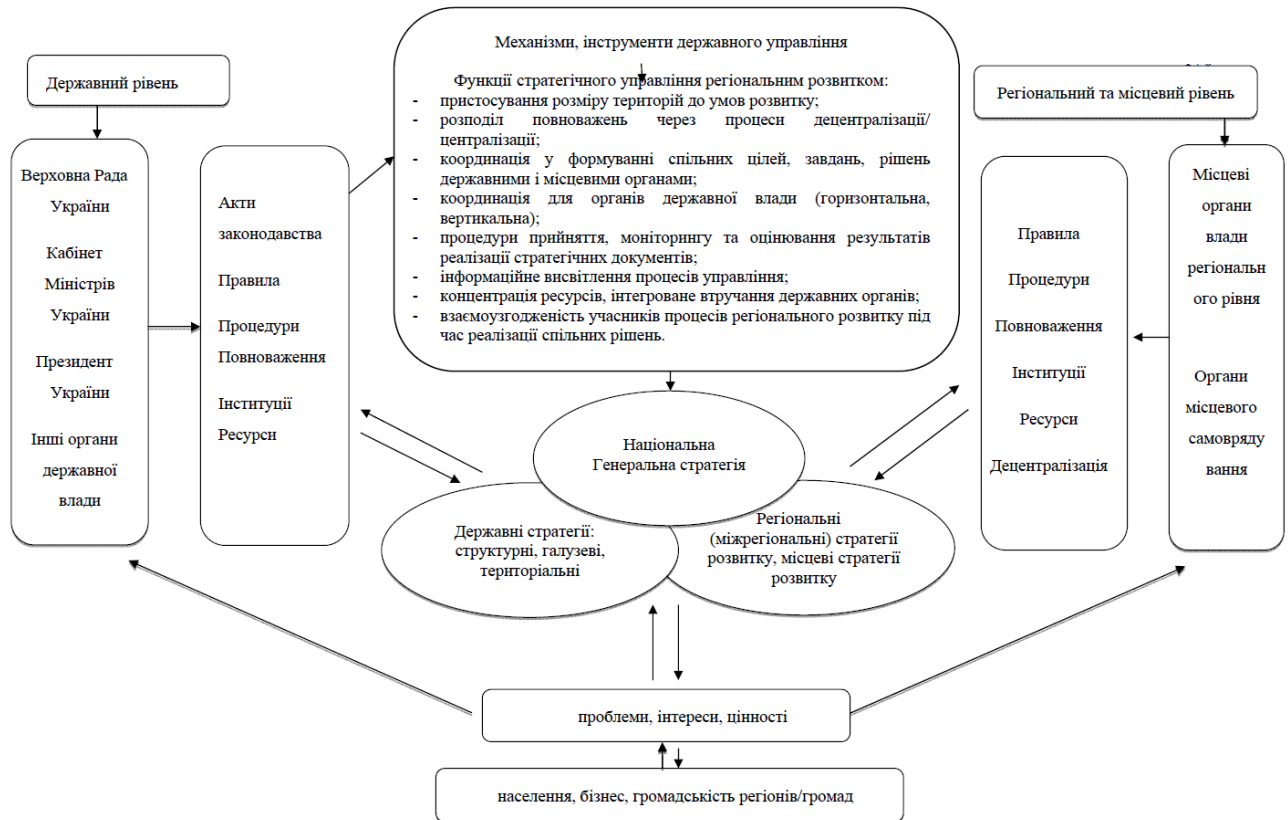 Механізми, інструменти державного управління
Функції стратегічного управління регіональним розвитком:
- пристосування розміру територій до умов розвитку;
- розподіл повноважень через процеси децентралізації/
централізації;
- координація у формуванні спільних цілей, завдань, рішень
державними і місцевими органами;
- координація для органів державної влади (горизонтальна,
вертикальна);
- процедури прийняття, моніторингу та оцінювання результатів
реалізації стратегічних документів;
- інформаційне висвітлення процесів управління;
- концентрація ресурсів, інтегроване втручання державних органів;
- взаємоузгодженість учасників процесів регіонального розвитку під
час реалізації спільних рішень.
Державний рівень
Верховна Рада
України
Кабінет
Міністрів
України
Президент
України
Інші органи
державної
влади
Акти
законодавства
Правила
Процедури
Повноваження
Інституції
Ресурси
Регіональний та місцевий рівень
Правила
Процедури
Повноваження
Інституції
Ресурси
Децентралізація
Місцеві
органи
влади
регіональн
ого рівня
Органи
місцевого
самовряду
вання
Національна
Генеральна стратегія
Державні стратегії:
структурні, галузеві,
територіальні
Регіональні
(міжрегіональні) стратегії
розвитку, місцеві стратегії
розвитку
проблеми, інтереси, цінності
населення, бізнес, громадськість регіонів/громад